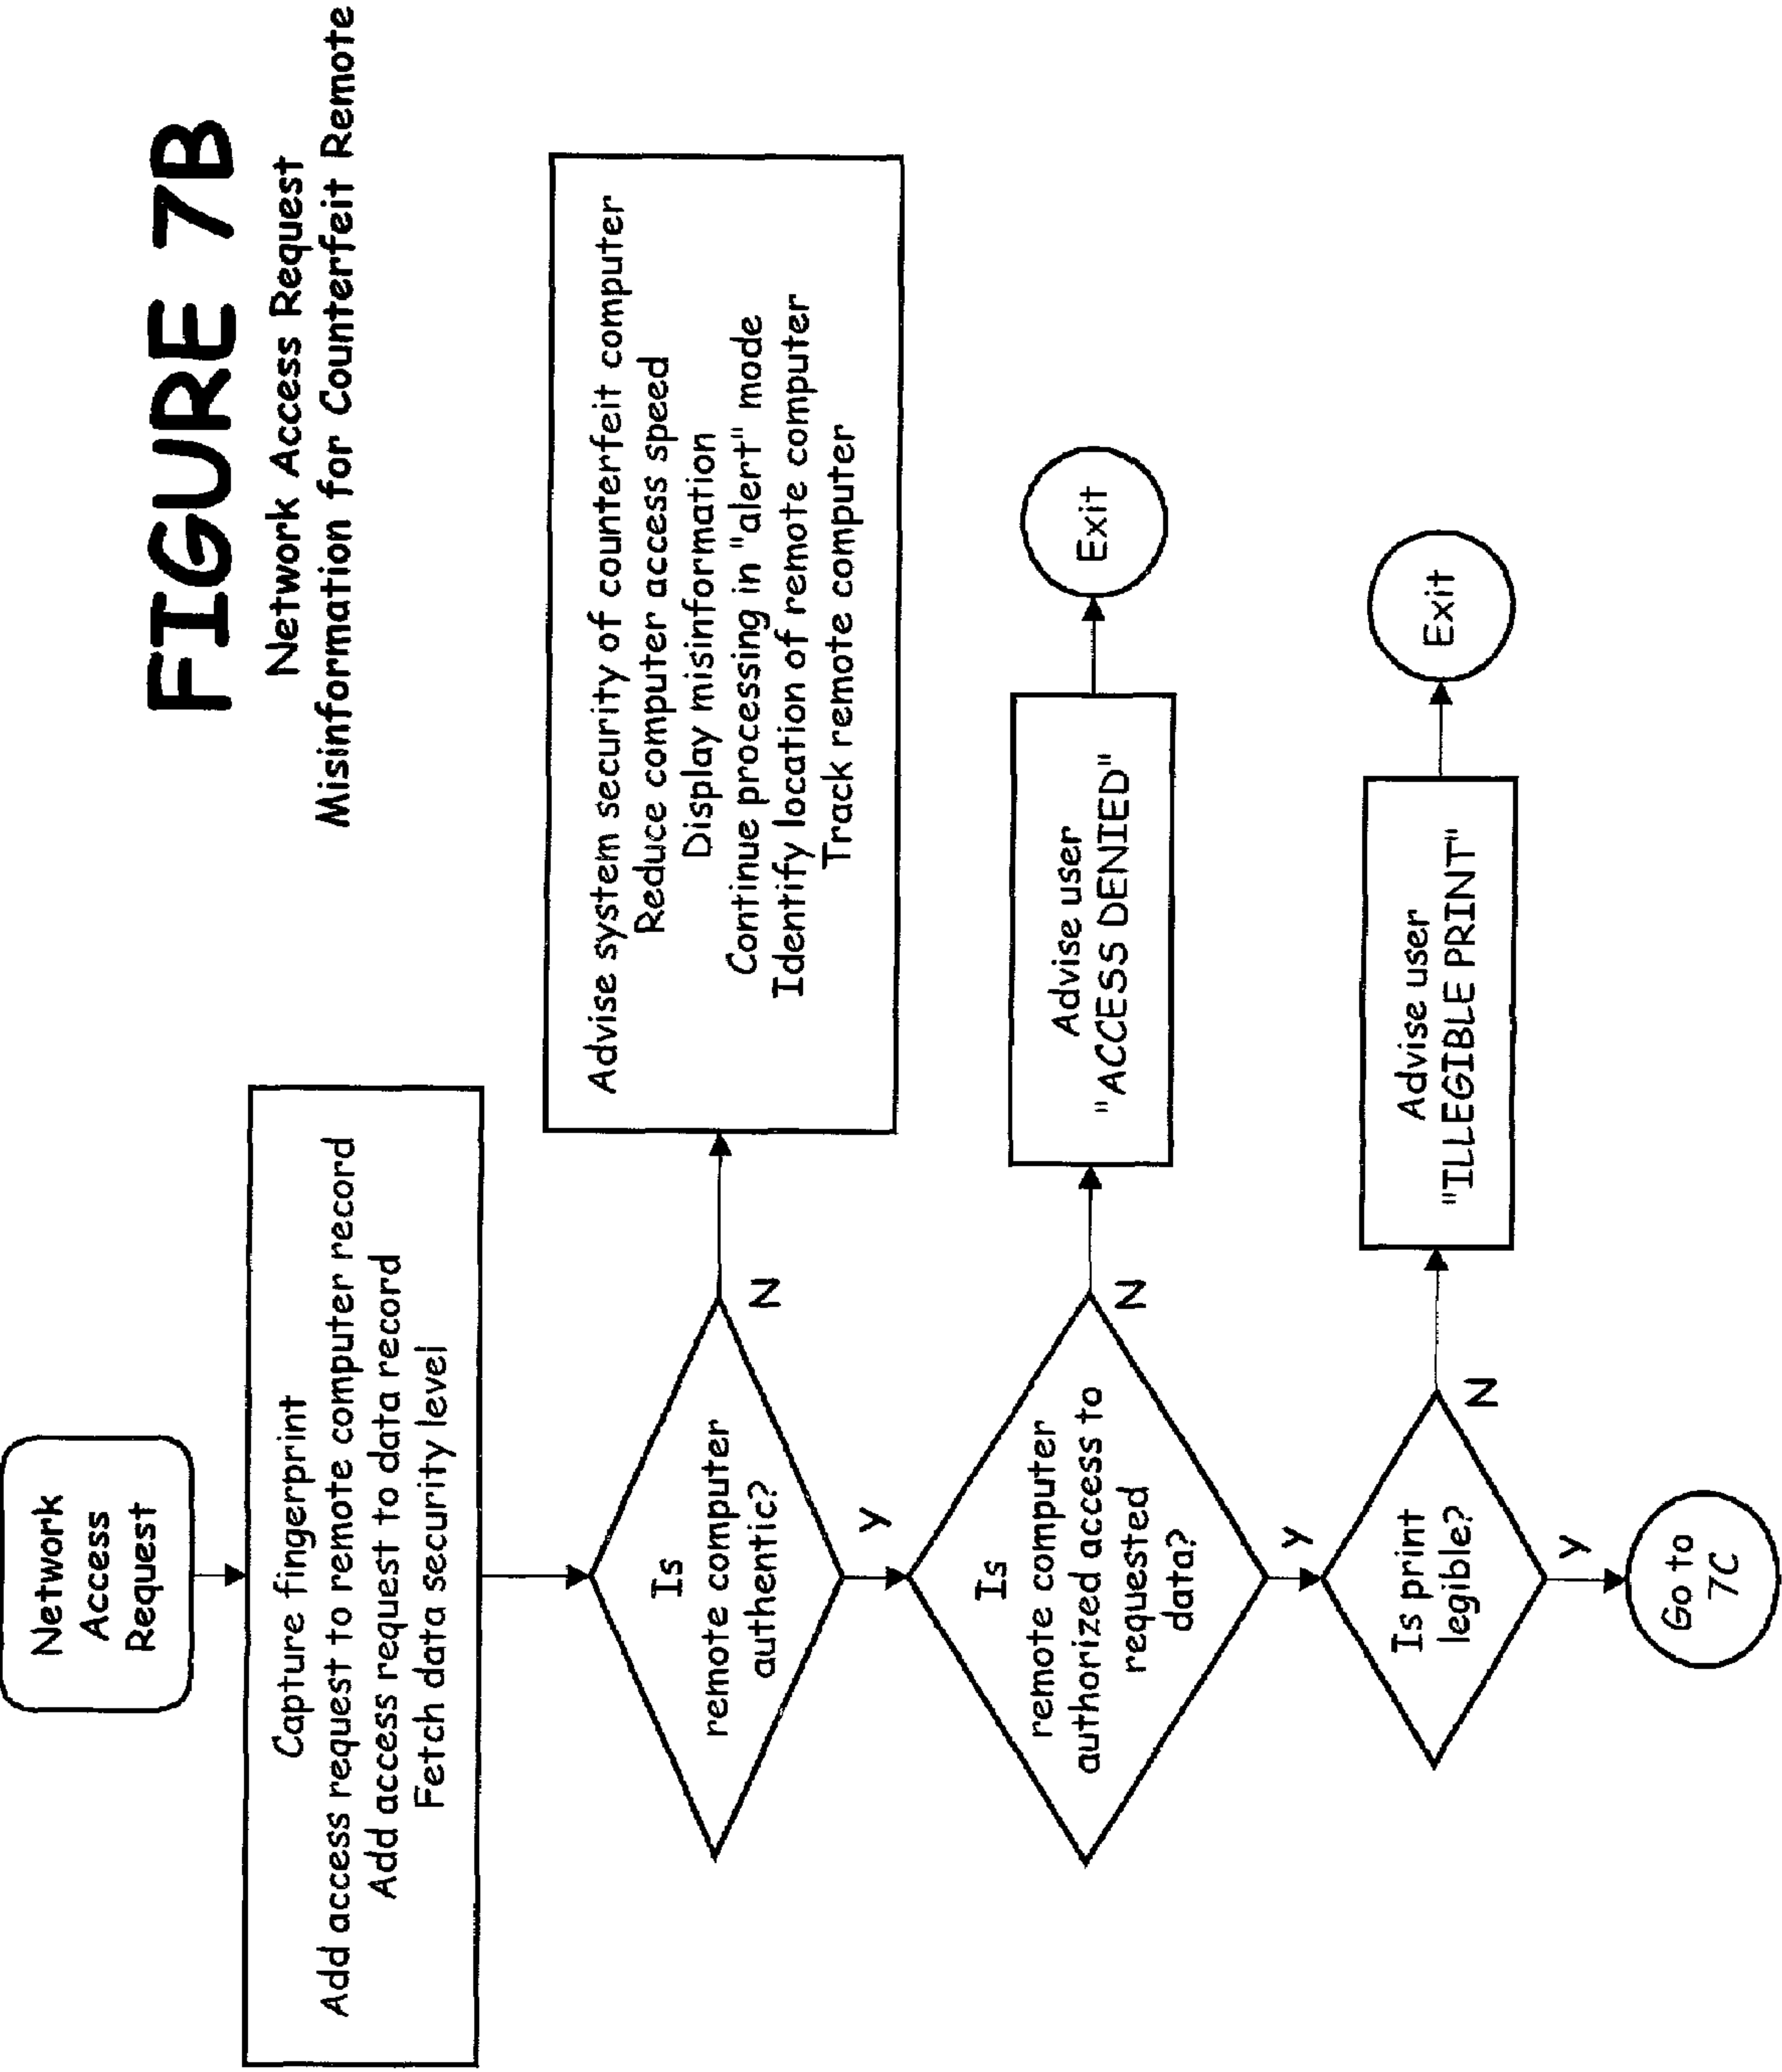 FIGURE 7B
Network Access Request
Misinformation for Counterfeit Remote
Network
Access
Request
Capture fingerprint
Add access request to remote computer record
Add access request to data record
Fetch data security level
Is
remote computer
authentic?
N
Advise system security of counterfeit computer
Reduce computer access speed
Display misinformation
Continue processing in "alert" mode
Identify location of remote computer
Track remote computer
Y
Is
remote computer
authorized access to
requested
data?
N
Advise user
"ACCESS DENIED"
Exit
Y
Is print
legible?
N
Advise user
"ILLEGIBLE PRINT"
Exit
Y
Go to
7C